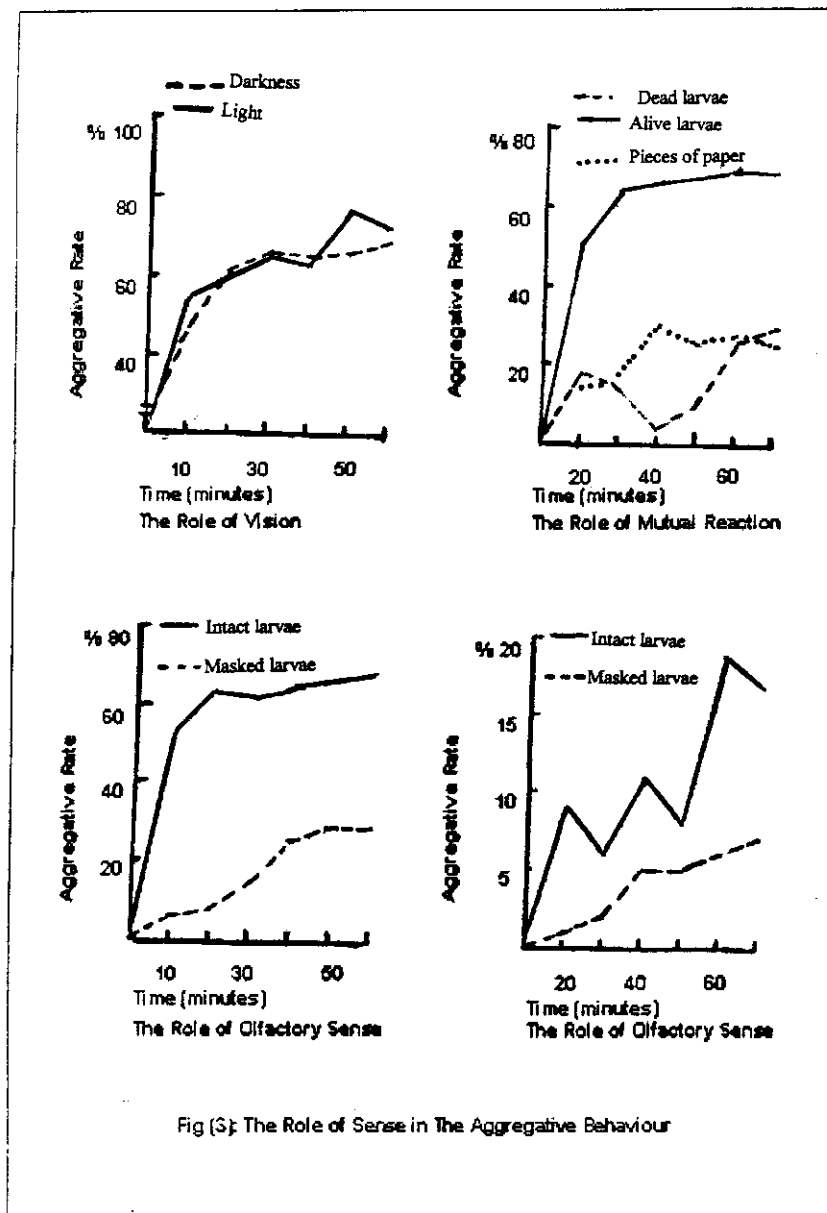 Darkness
Light
% 100
80
60
40
Aggregative Rate
10 30 50
Time (minutes)
The Role of Vision
Dead larvae
Alive larvae
Pieces of paper
% 80
60
40
20
Aggregative Rate
20 40 60
Time (minutes)
The Role of Mutual Reaction
Intact larvae
Masked larvae
% 80
60
40
20
Aggregative Rate
10 30 50
Time (minutes)
The Role of Olfactory Sense
Intact larvae
Masked larvae
% 20
15
10
5
Aggregative Rate
20 40 60
Time (minutes)
The Role of Olfactory Sense
Fig (3): The Role of Sense in The Aggregative Behaviour